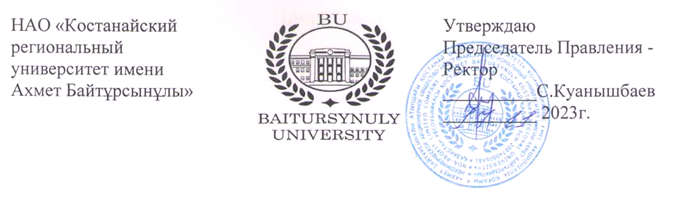 НАО «Костанайский
региональный
университет имени
Ахмет Байтұрсынұлы»
BU
BAITURSYNULY
UNIVERSITY
Утверждаю
Председатель Правления -
Ректор
С.Куанышбаев
2023г.